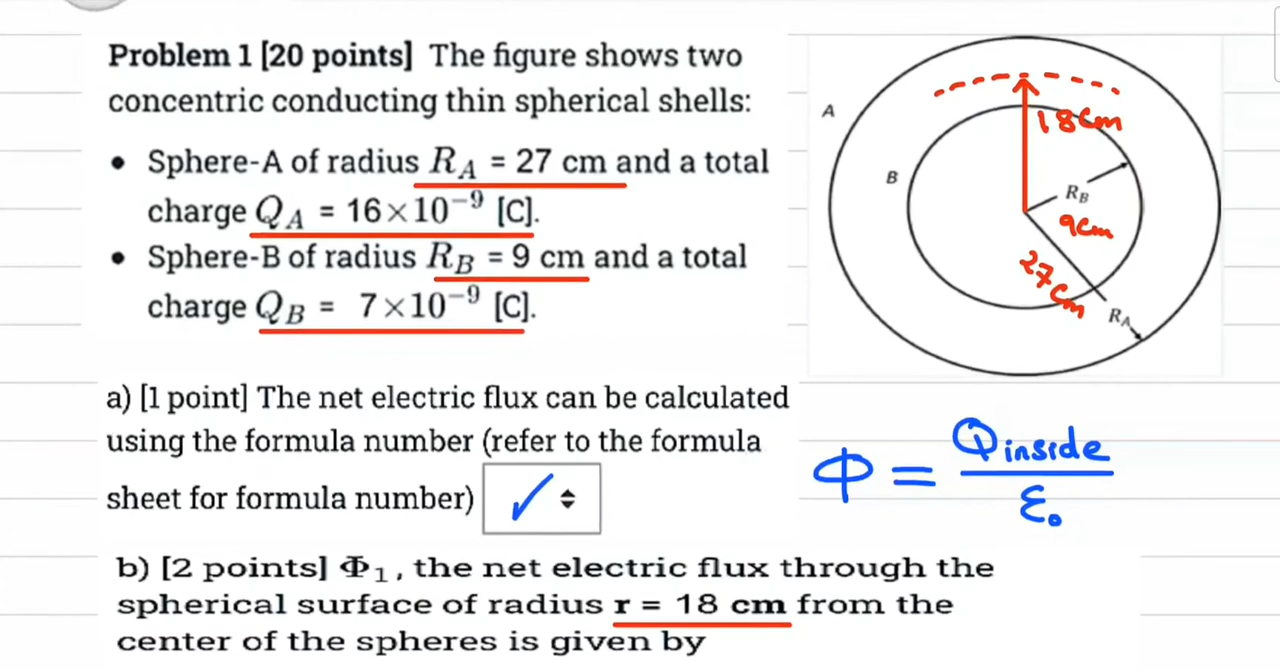 Problem 1 [20 points] The figure shows two
concentric conducting thin spherical shells:
• Sphere-A of radius R_A = 27 cm and a total
charge Q_A = 16×10⁻⁹ [C].
• Sphere-B of radius R_B = 9 cm and a total
charge Q_B = 7×10⁻⁹ [C].
A
B
18cm
R_B
9cm
27cm
R_A
a) [1 point] The net electric flux can be calculated
using the formula number (refer to the formula
sheet for formula number) ✓
Φ = Q inside / ε₀
b) [2 points] Φ₁, the net electric flux through the
spherical surface of radius r = 18 cm from the
center of the spheres is given by